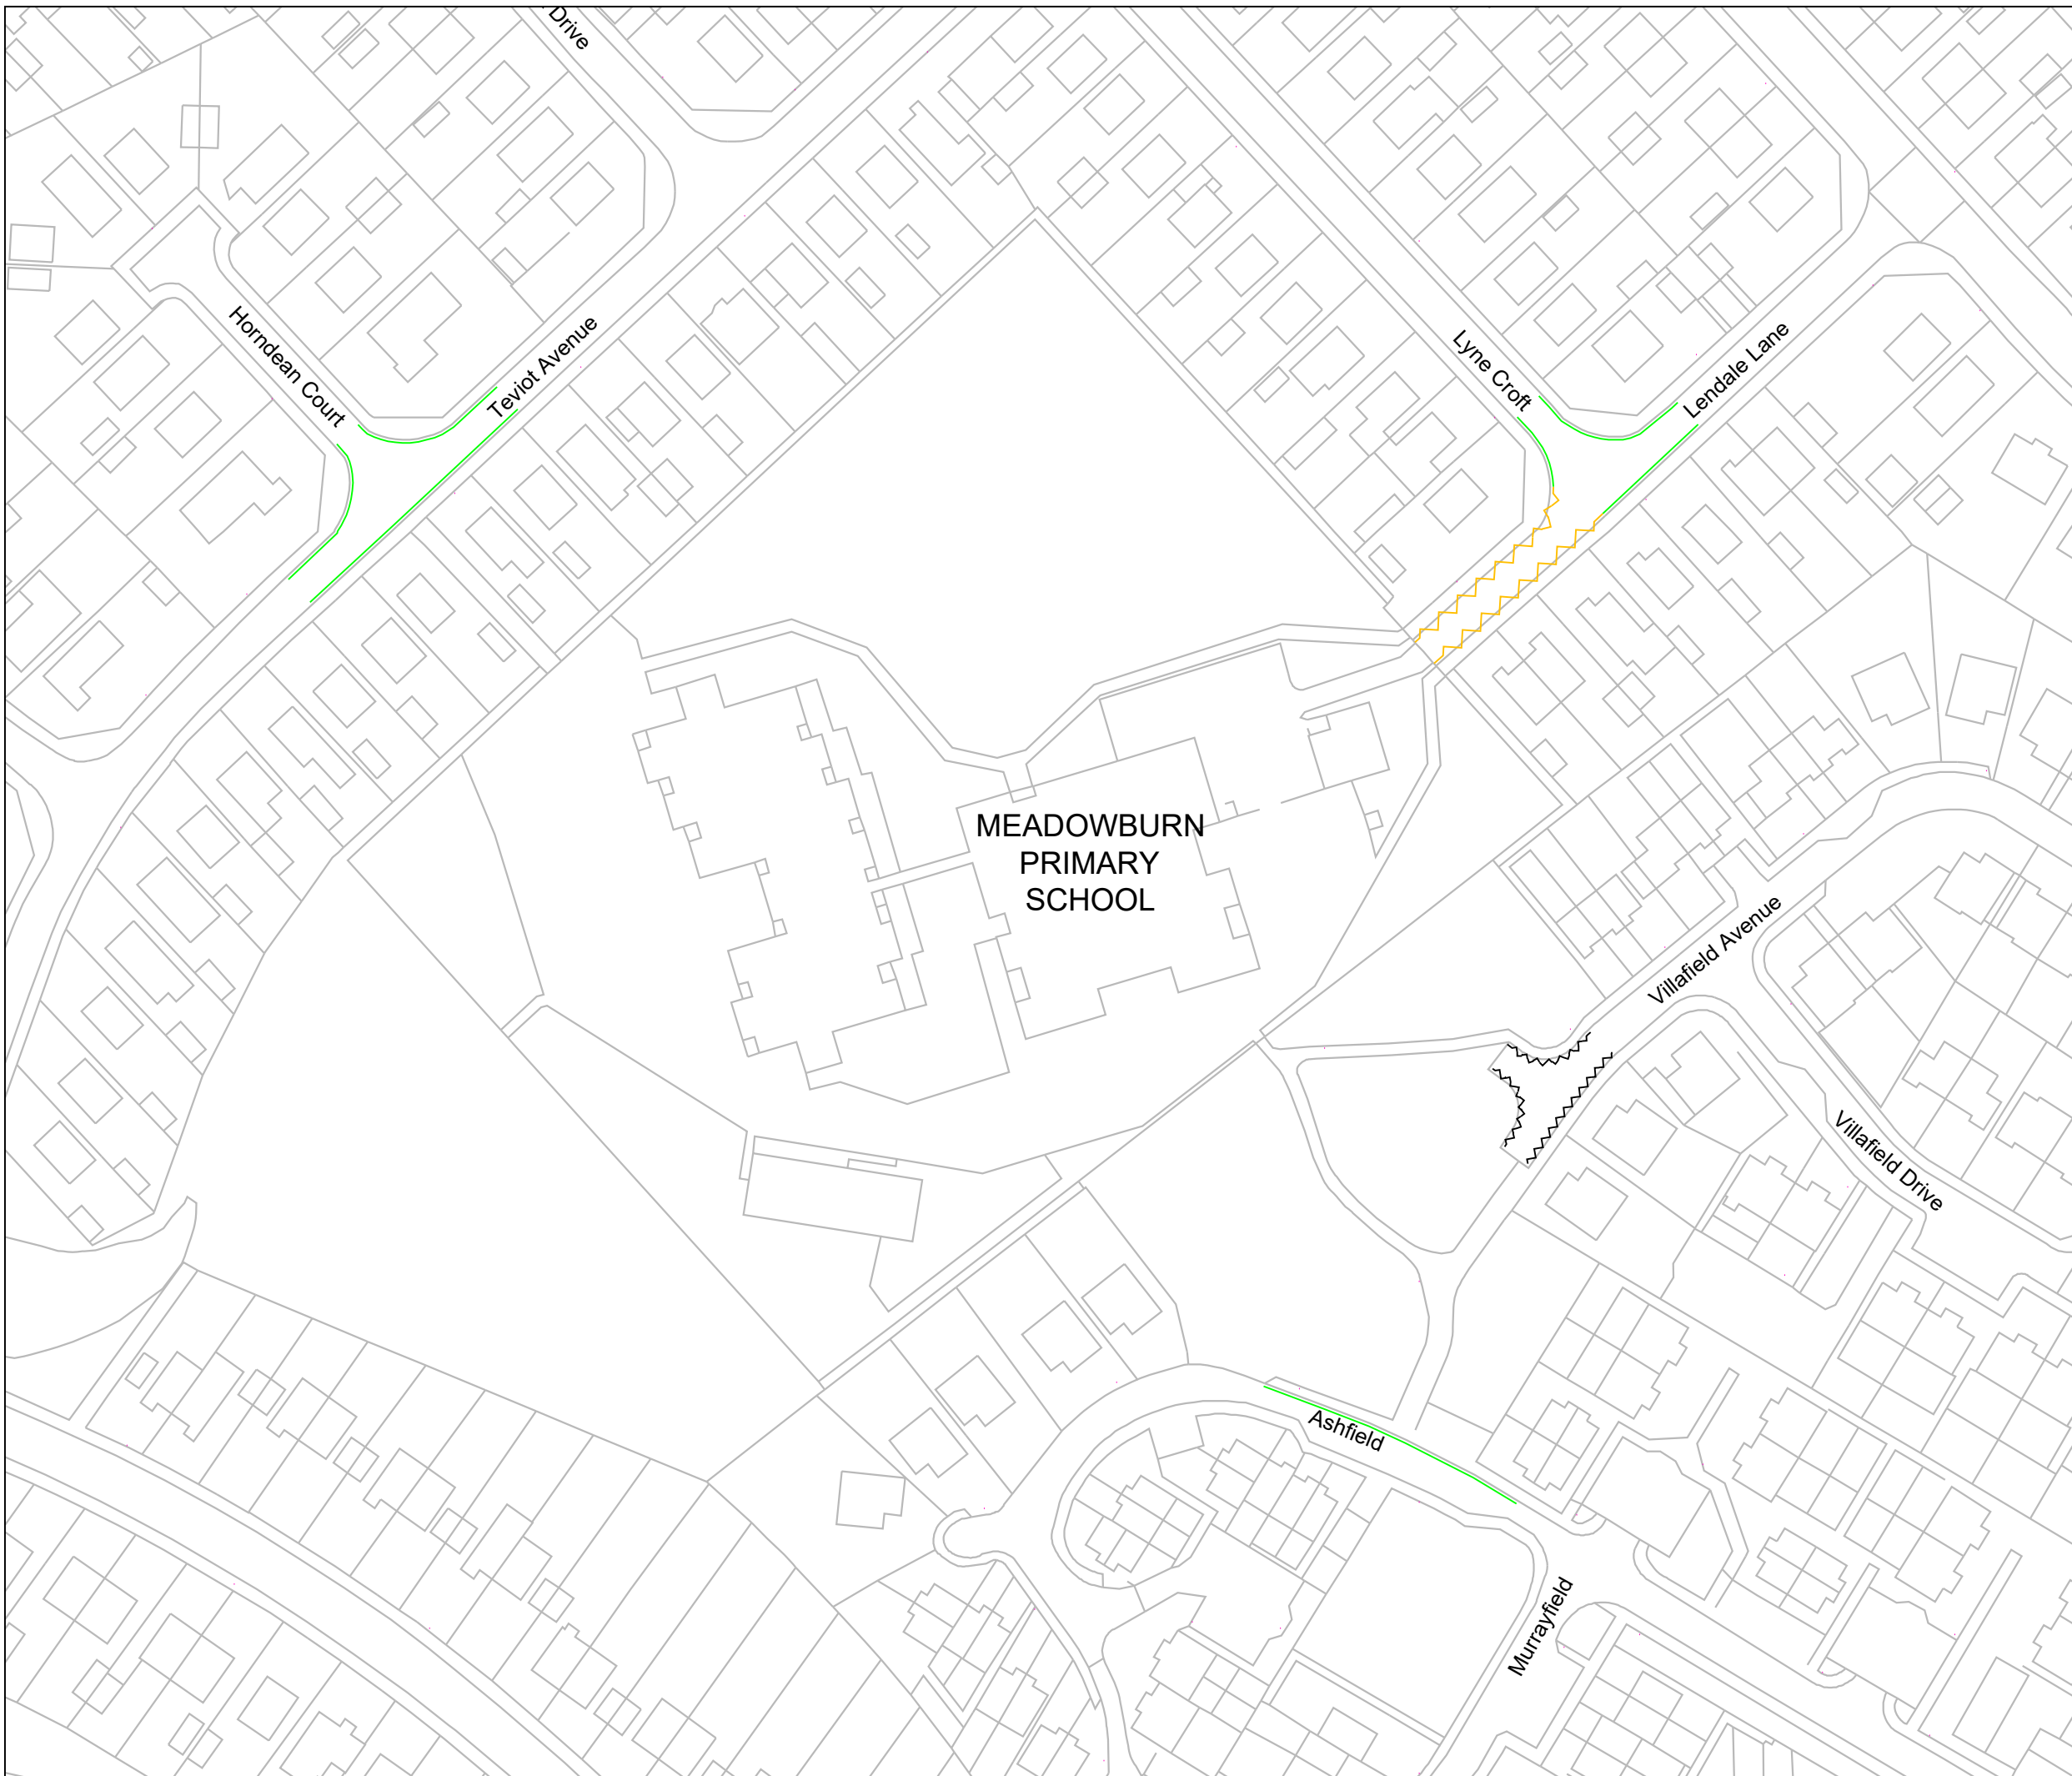 Drive
Horndean Court
Teviot Avenue
Lyne Croft
Lendale Lane
MEADOWBURN
PRIMARY
SCHOOL
Villafield Avenue
Villafield Drive
Ashfield
Murrayfield